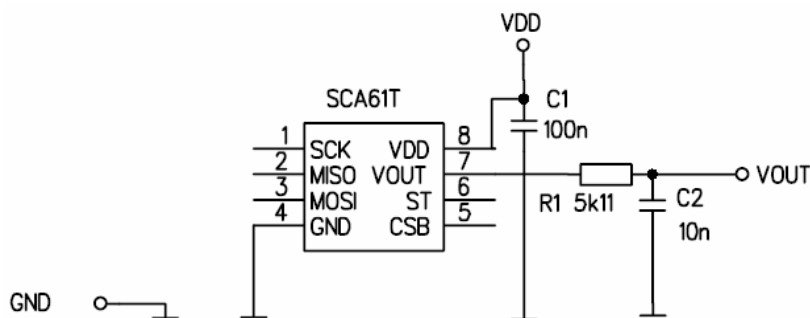 VDD
SCA61T
C1
100n
1 SCK VDD 8
2 MISO VOUT 7
3 MOSI ST 6
4 GND CSB 5
VOUT
R1 5k11
C2
10n
GND